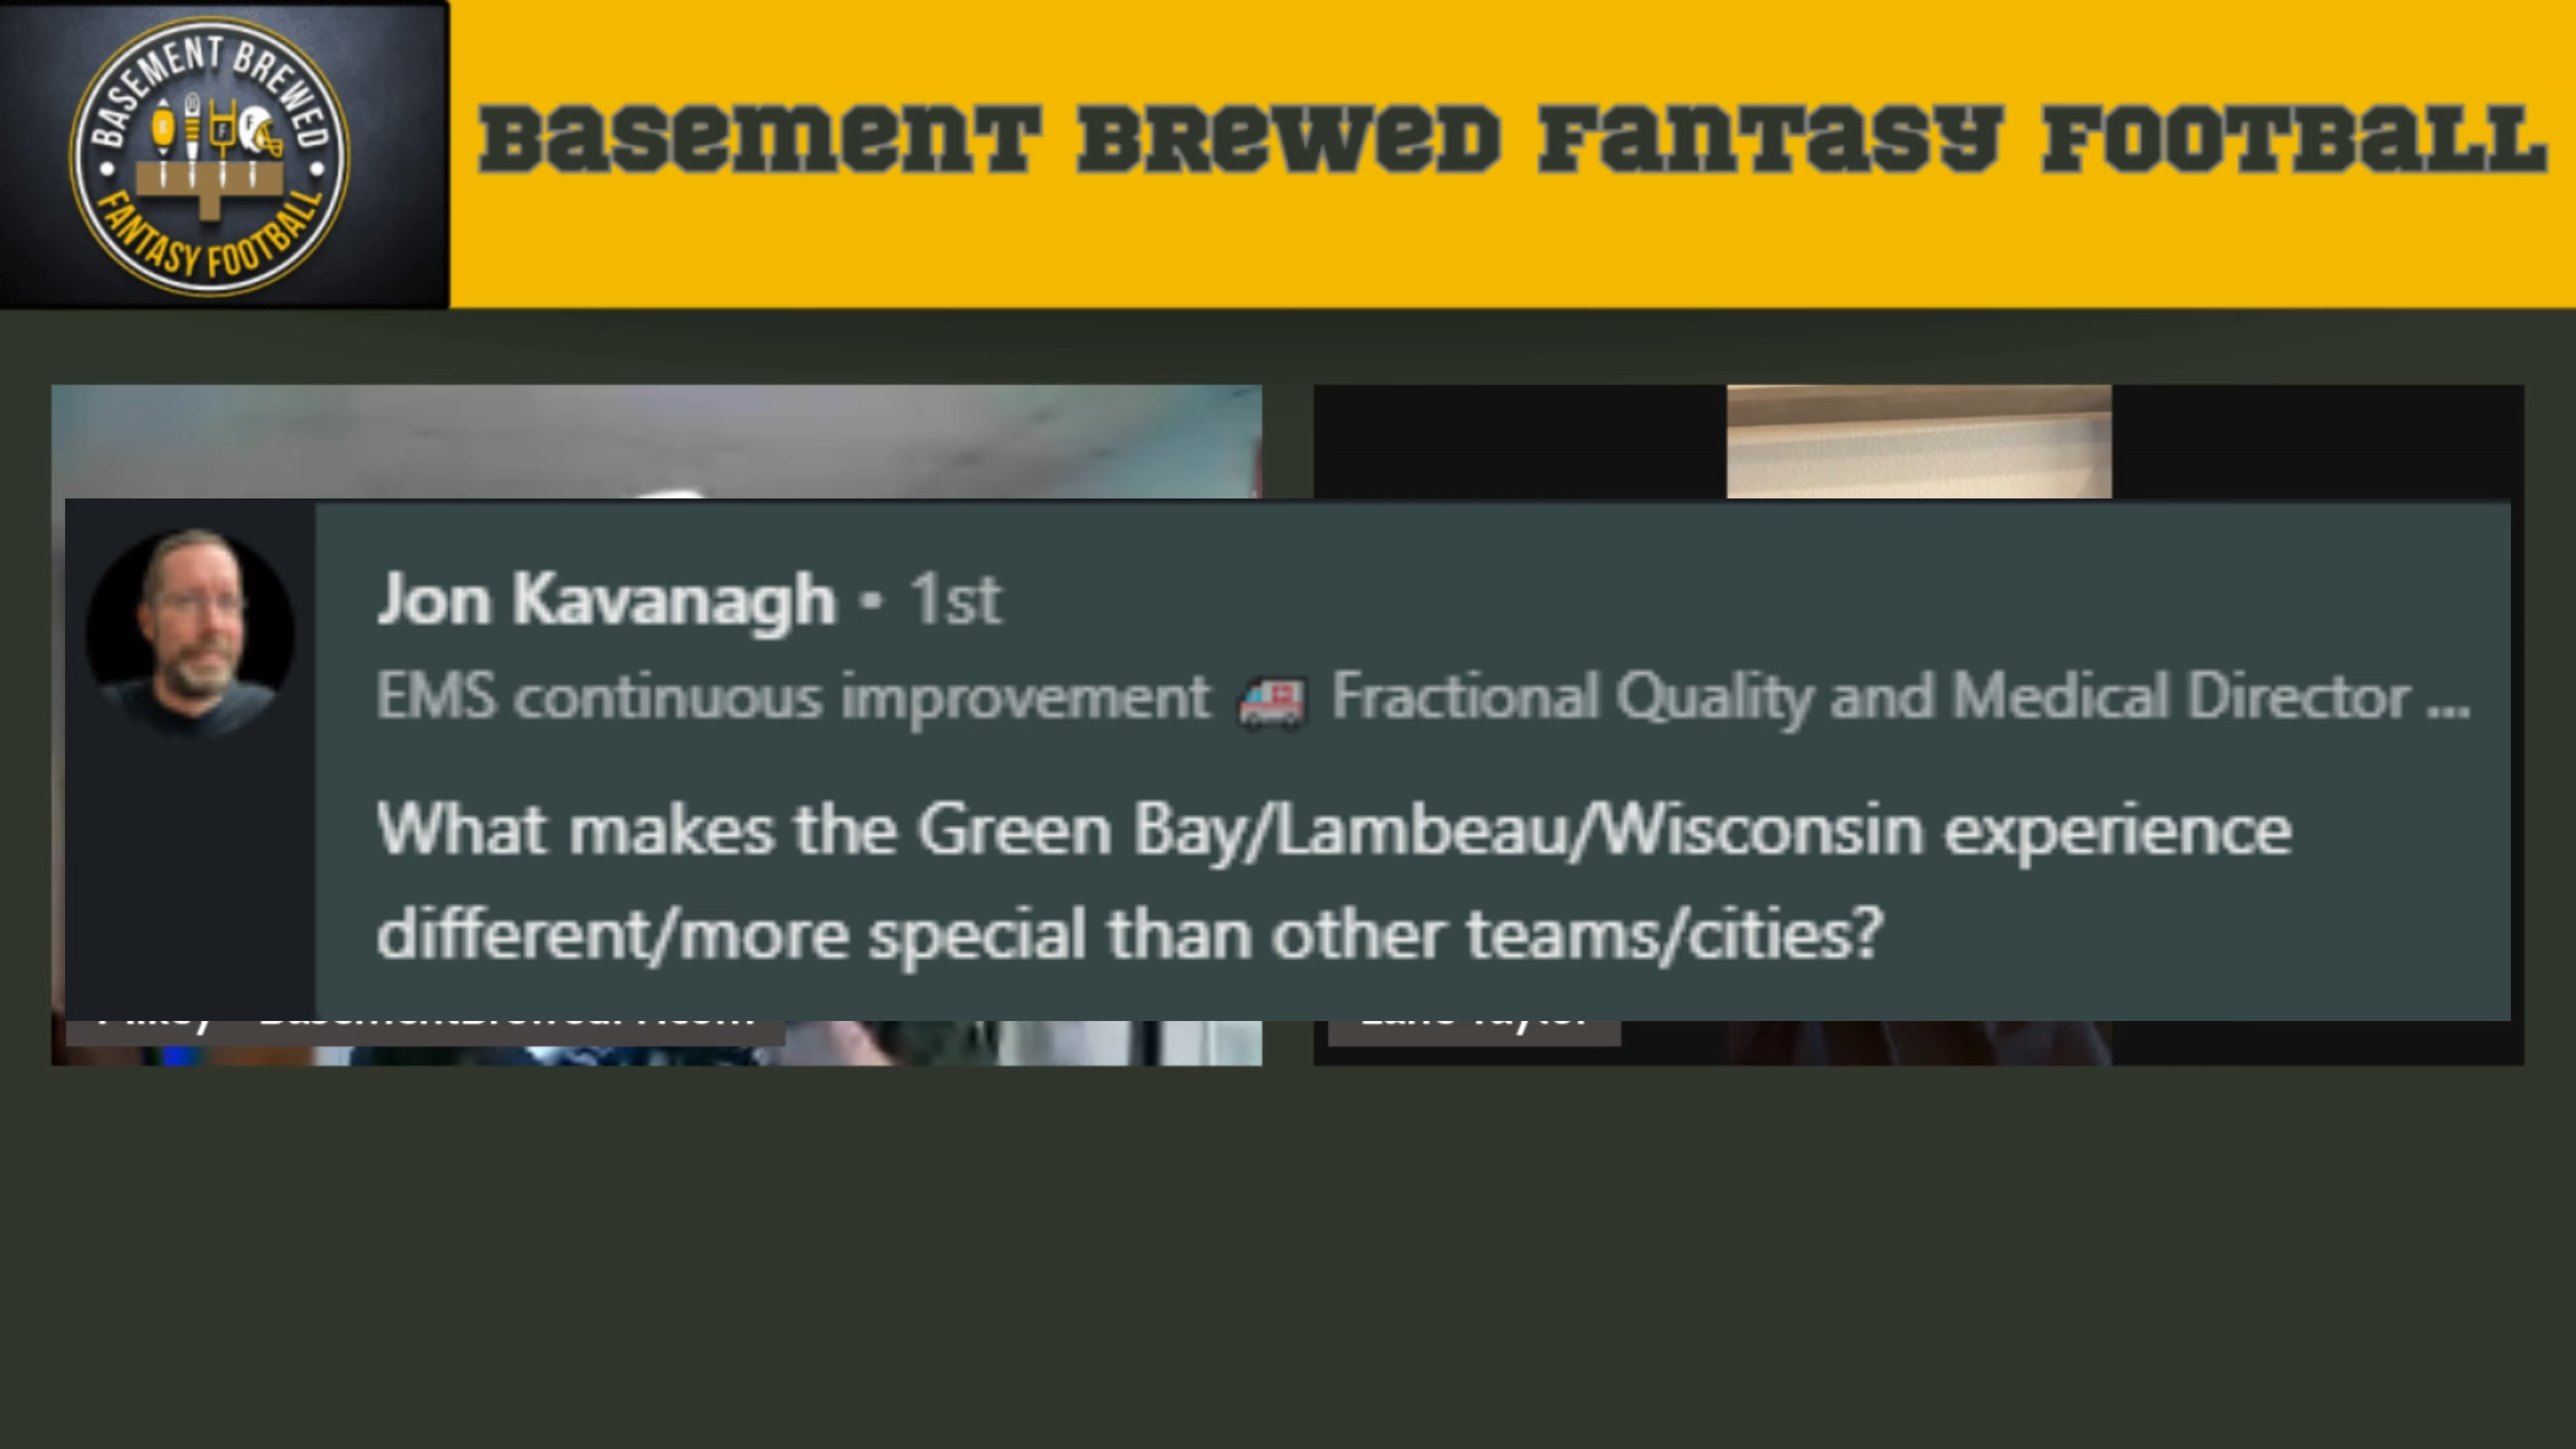 BASEMENT BREWED
FANTASY FOOTBALL
Basement Brewed Fantasy Football
Jon Kavanagh • 1st
EMS continuous improvement 🚑 Fractional Quality and Medical Director ...
What makes the Green Bay/Lambeau/Wisconsin experience
different/more special than other teams/cities?